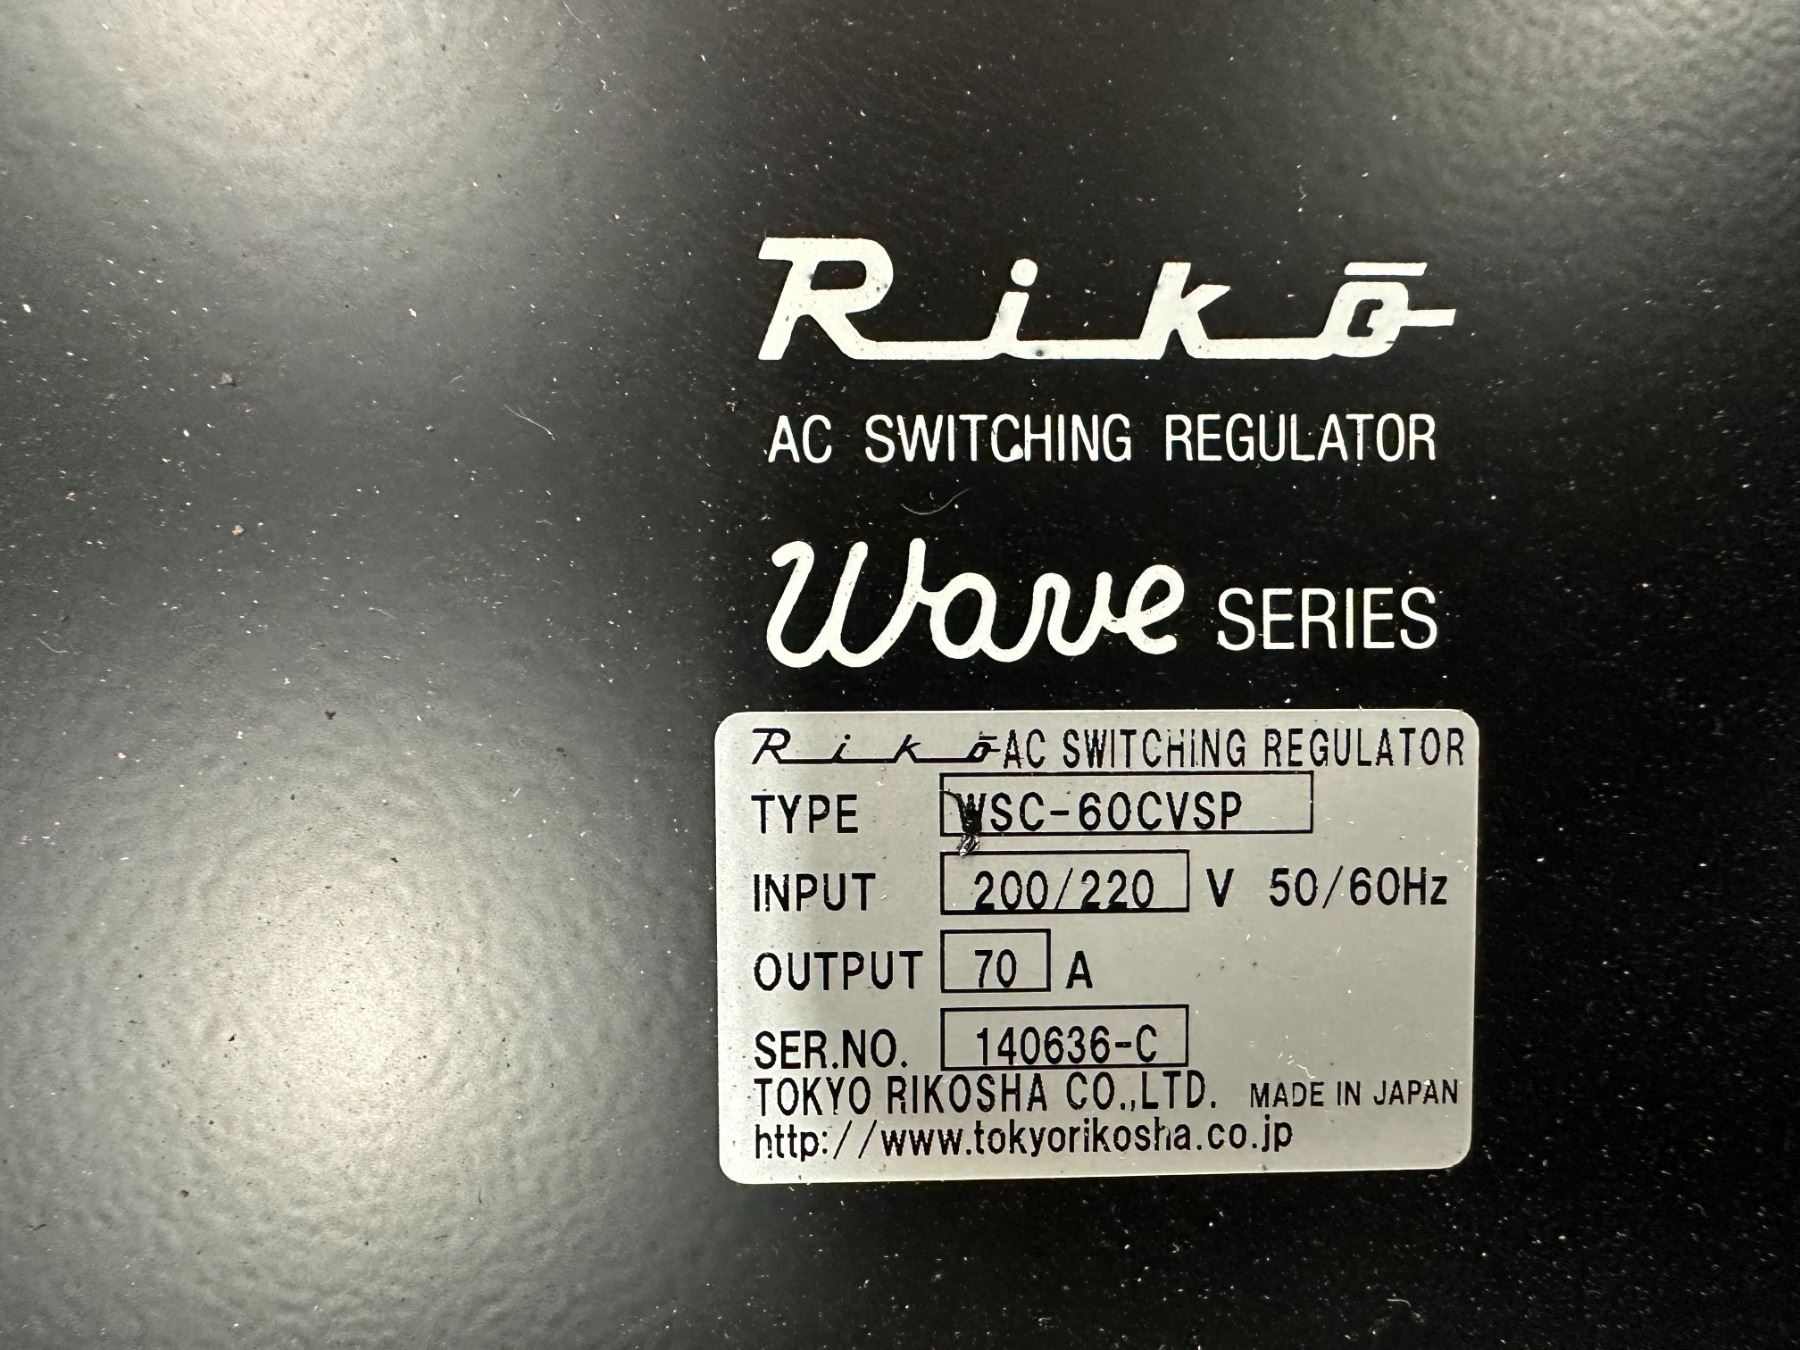 Rikō
AC SWITCHING REGULATOR
Wave SERIES
Rikō AC SWITCHING REGULATOR
TYPE WSC-60CVSP
INPUT 200/220 V 50/60Hz
OUTPUT 70 A
SER.NO. 140636-C
TOKYO RIKOSHA CO.,LTD. MADE IN JAPAN
http://www.tokyorikosha.co.jp